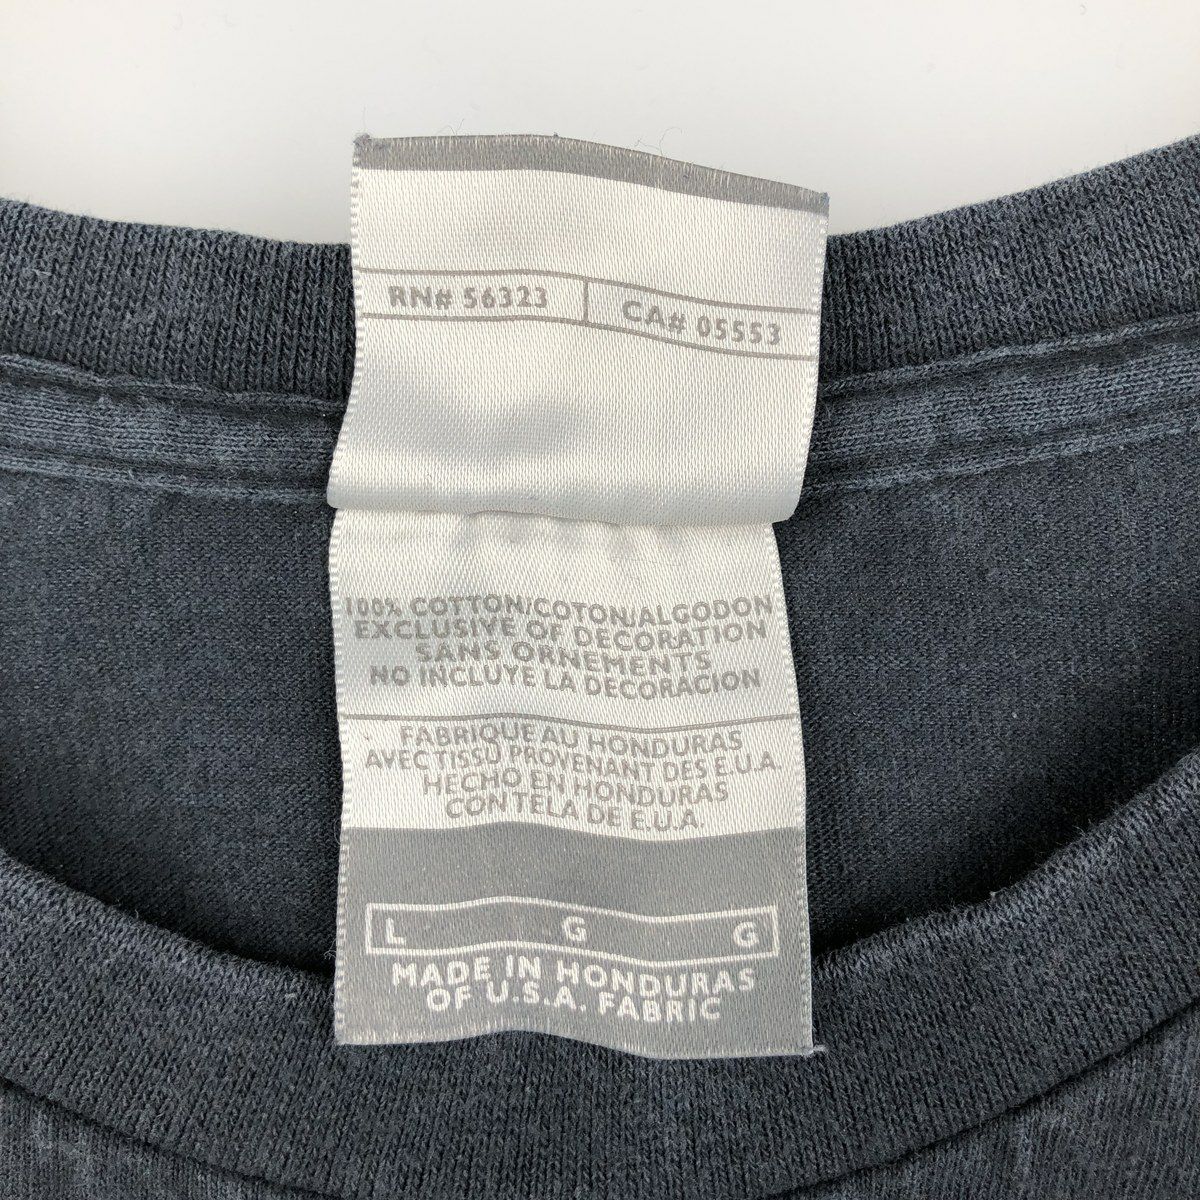 RN# 56323 CA# 05553
100% COTTON/COTON/ALGODON
EXCLUSIVE OF DECORATION
SANS ORNEMENTS
NO INCLUYE LA DECORACION
FABRIQUE AU HONDURAS
AVEC TISSU PROVENANT DES E.U.A.
HECHO EN HONDURAS
CON TELA DE E.U.A.
L G G
MADE IN HONDURAS
OF U.S.A. FABRIC